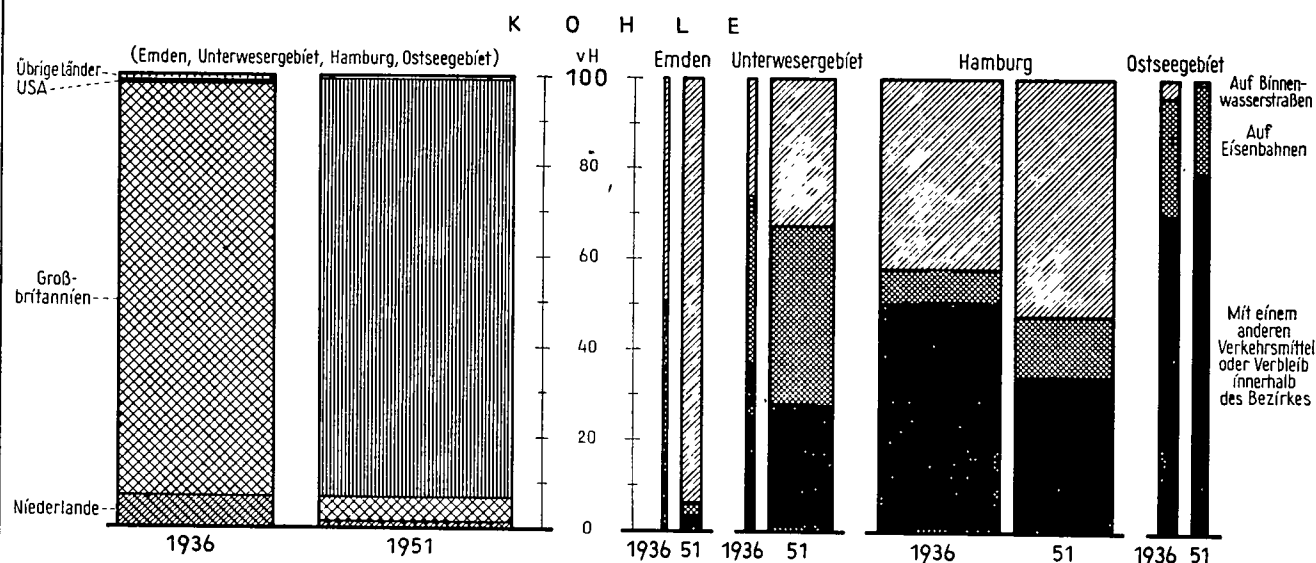 KOHLE
(Emden, Unterwesergebiet, Hamburg, Ostseegebiet)
Übrige Länder
USA
Groß-
britannien
Niederlande
1936
1951
vH
100
80
60
40
20
0
Emden
1936 51
Unterwesergebiet
1936 51
Hamburg
1936 51
Ostseegebiet
1936 51
Auf Binnen-
wasserstraßen
Auf
Eisenbahnen
Mit einem
anderen
Verkehrsmittel
oder Verbleib
innerhalb
des Bezirkes